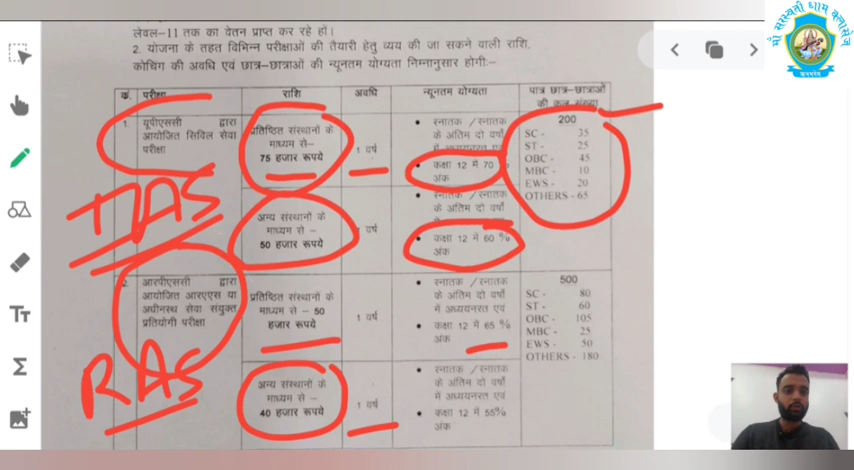 माँ सरस्वती धाम क्लासेज
लेवल–11 तक का वेतन प्राप्त कर रहे हों।
2. योजना के तहत विभिन्न परीक्षाओं की तैयारी हेतु व्यय की जा सकने वाली राशि,
कोचिंग की अवधि एवं छात्र–छात्राओं की न्यूनतम योग्यता निम्नानुसार होगीः–
क्र. परीक्षा राशि अवधि न्यूनतम योग्यता पात्र छात्र–छात्राओं
की कुल संख्या
1. यूपीएससी द्वारा
आयोजित सिविल सेवा
परीक्षा
प्रतिष्ठित संस्थानों के
माध्यम से–
75 हजार रूपये
1 वर्ष
स्नातक /स्नातक
के अंतिम दो वर्षों
में अध्ययनरत एवं
कक्षा 12 में 70
अंक
200
SC - 35
ST - 25
OBC - 45
MBC - 10
EWS - 20
OTHERS - 65
IAS
अन्य संस्थानों के
माध्यम से –
50 हजार रूपये
वर्ष
स्नातक /स्नातक
के अंतिम दो वर्षों
कक्षा 12 में 60 %
अंक
2. आरपीएससी द्वारा
आयोजित आरएएस या
अधीनस्थ सेवा संयुक्त
प्रतियोगी परीक्षा
प्रतिष्ठित संस्थानों के
माध्यम से – 50
हजार रूपये
1 वर्ष
स्नातक /स्नातक
के अंतिम दो वर्षों
में अध्ययनरत एवं
कक्षा 12 में 65 %
अंक
500
SC - 80
ST - 60
OBC - 105
MBC - 25
EWS - 50
OTHERS - 180
RAS
अन्य संस्थानों के
माध्यम से –
40 हजार रूपये
1 वर्ष
स्नातक /स्नातक
के अंतिम दो वर्षों
में अध्ययनरत एवं
कक्षा 12 में 55%
अंक
Tт
Σ